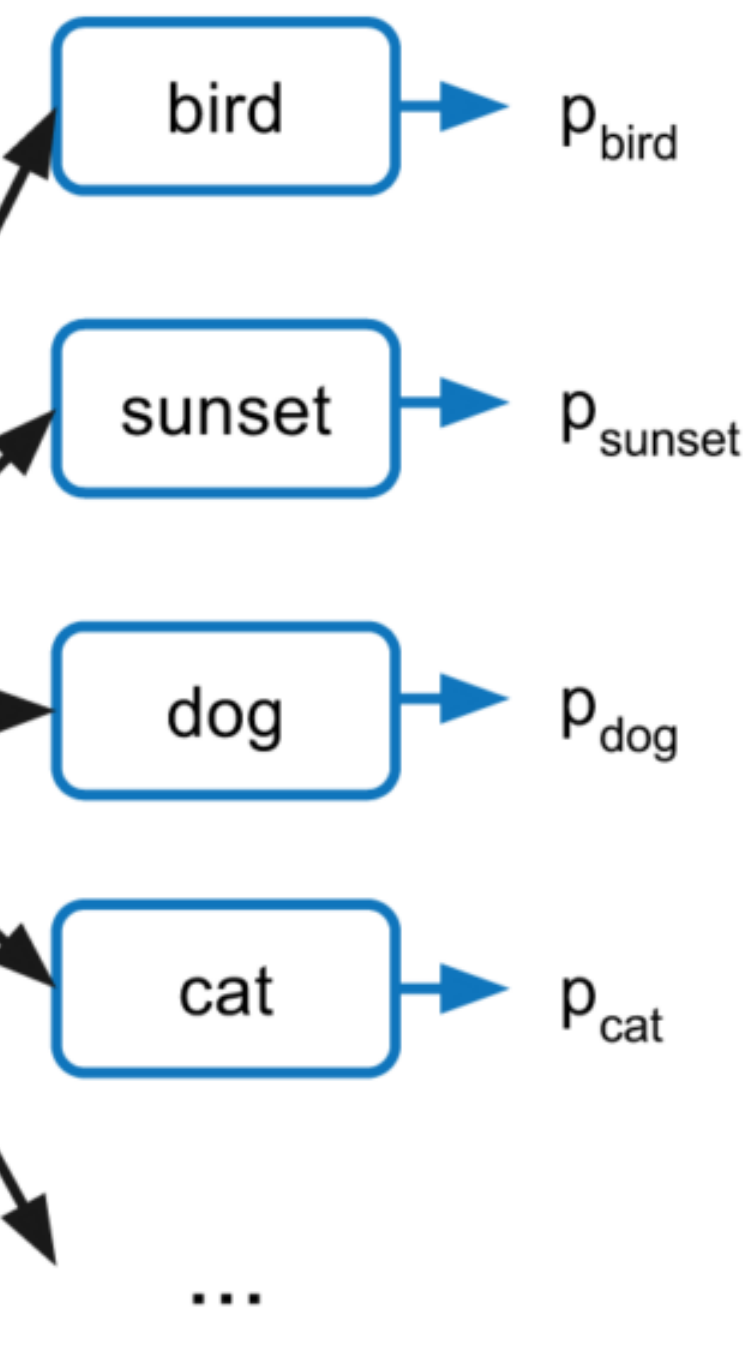 bird p_bird
sunset p_sunset
dog p_dog
cat p_cat
...